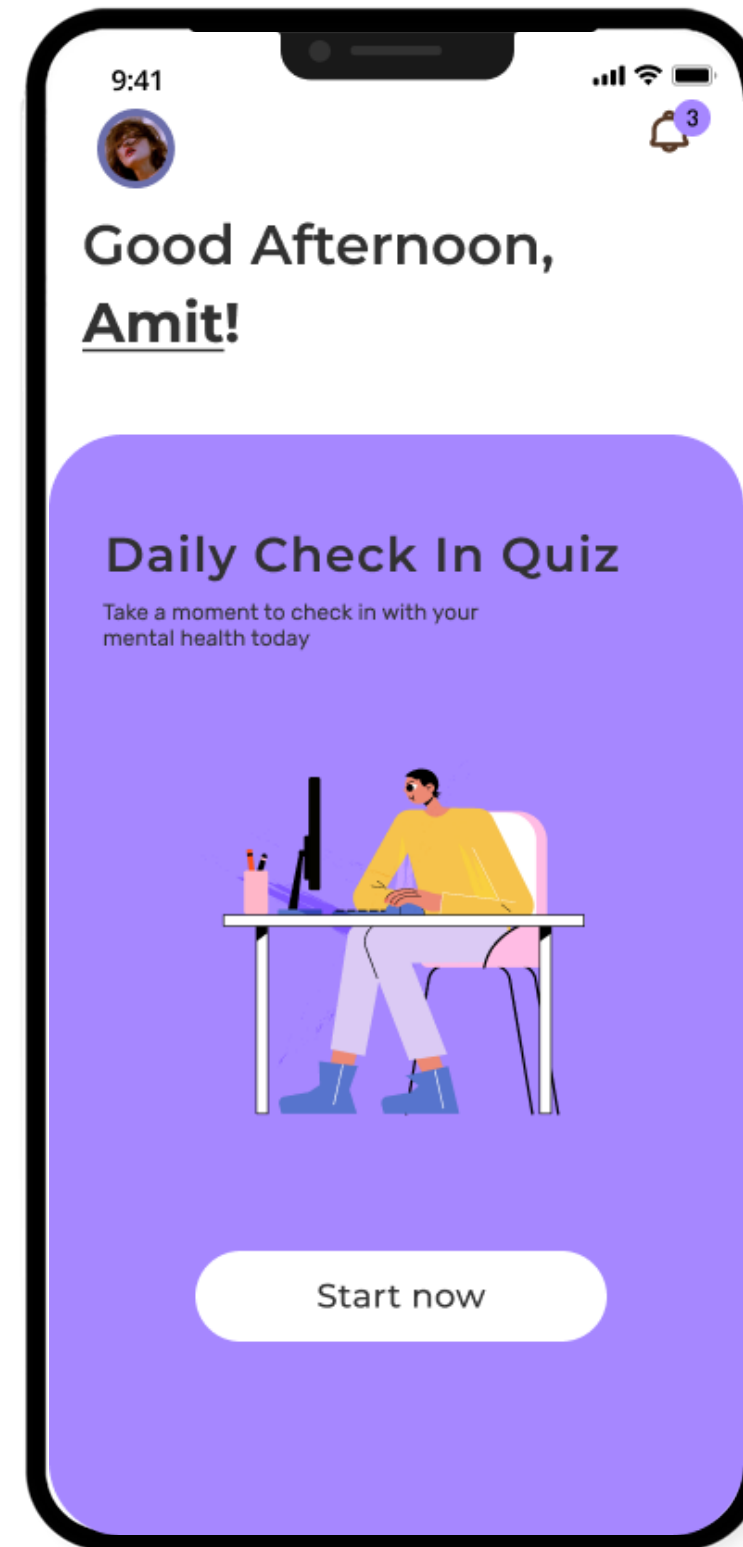 9:41
3
Good Afternoon,
Amit!
Daily Check In Quiz
Take a moment to check in with your
mental health today
Start now